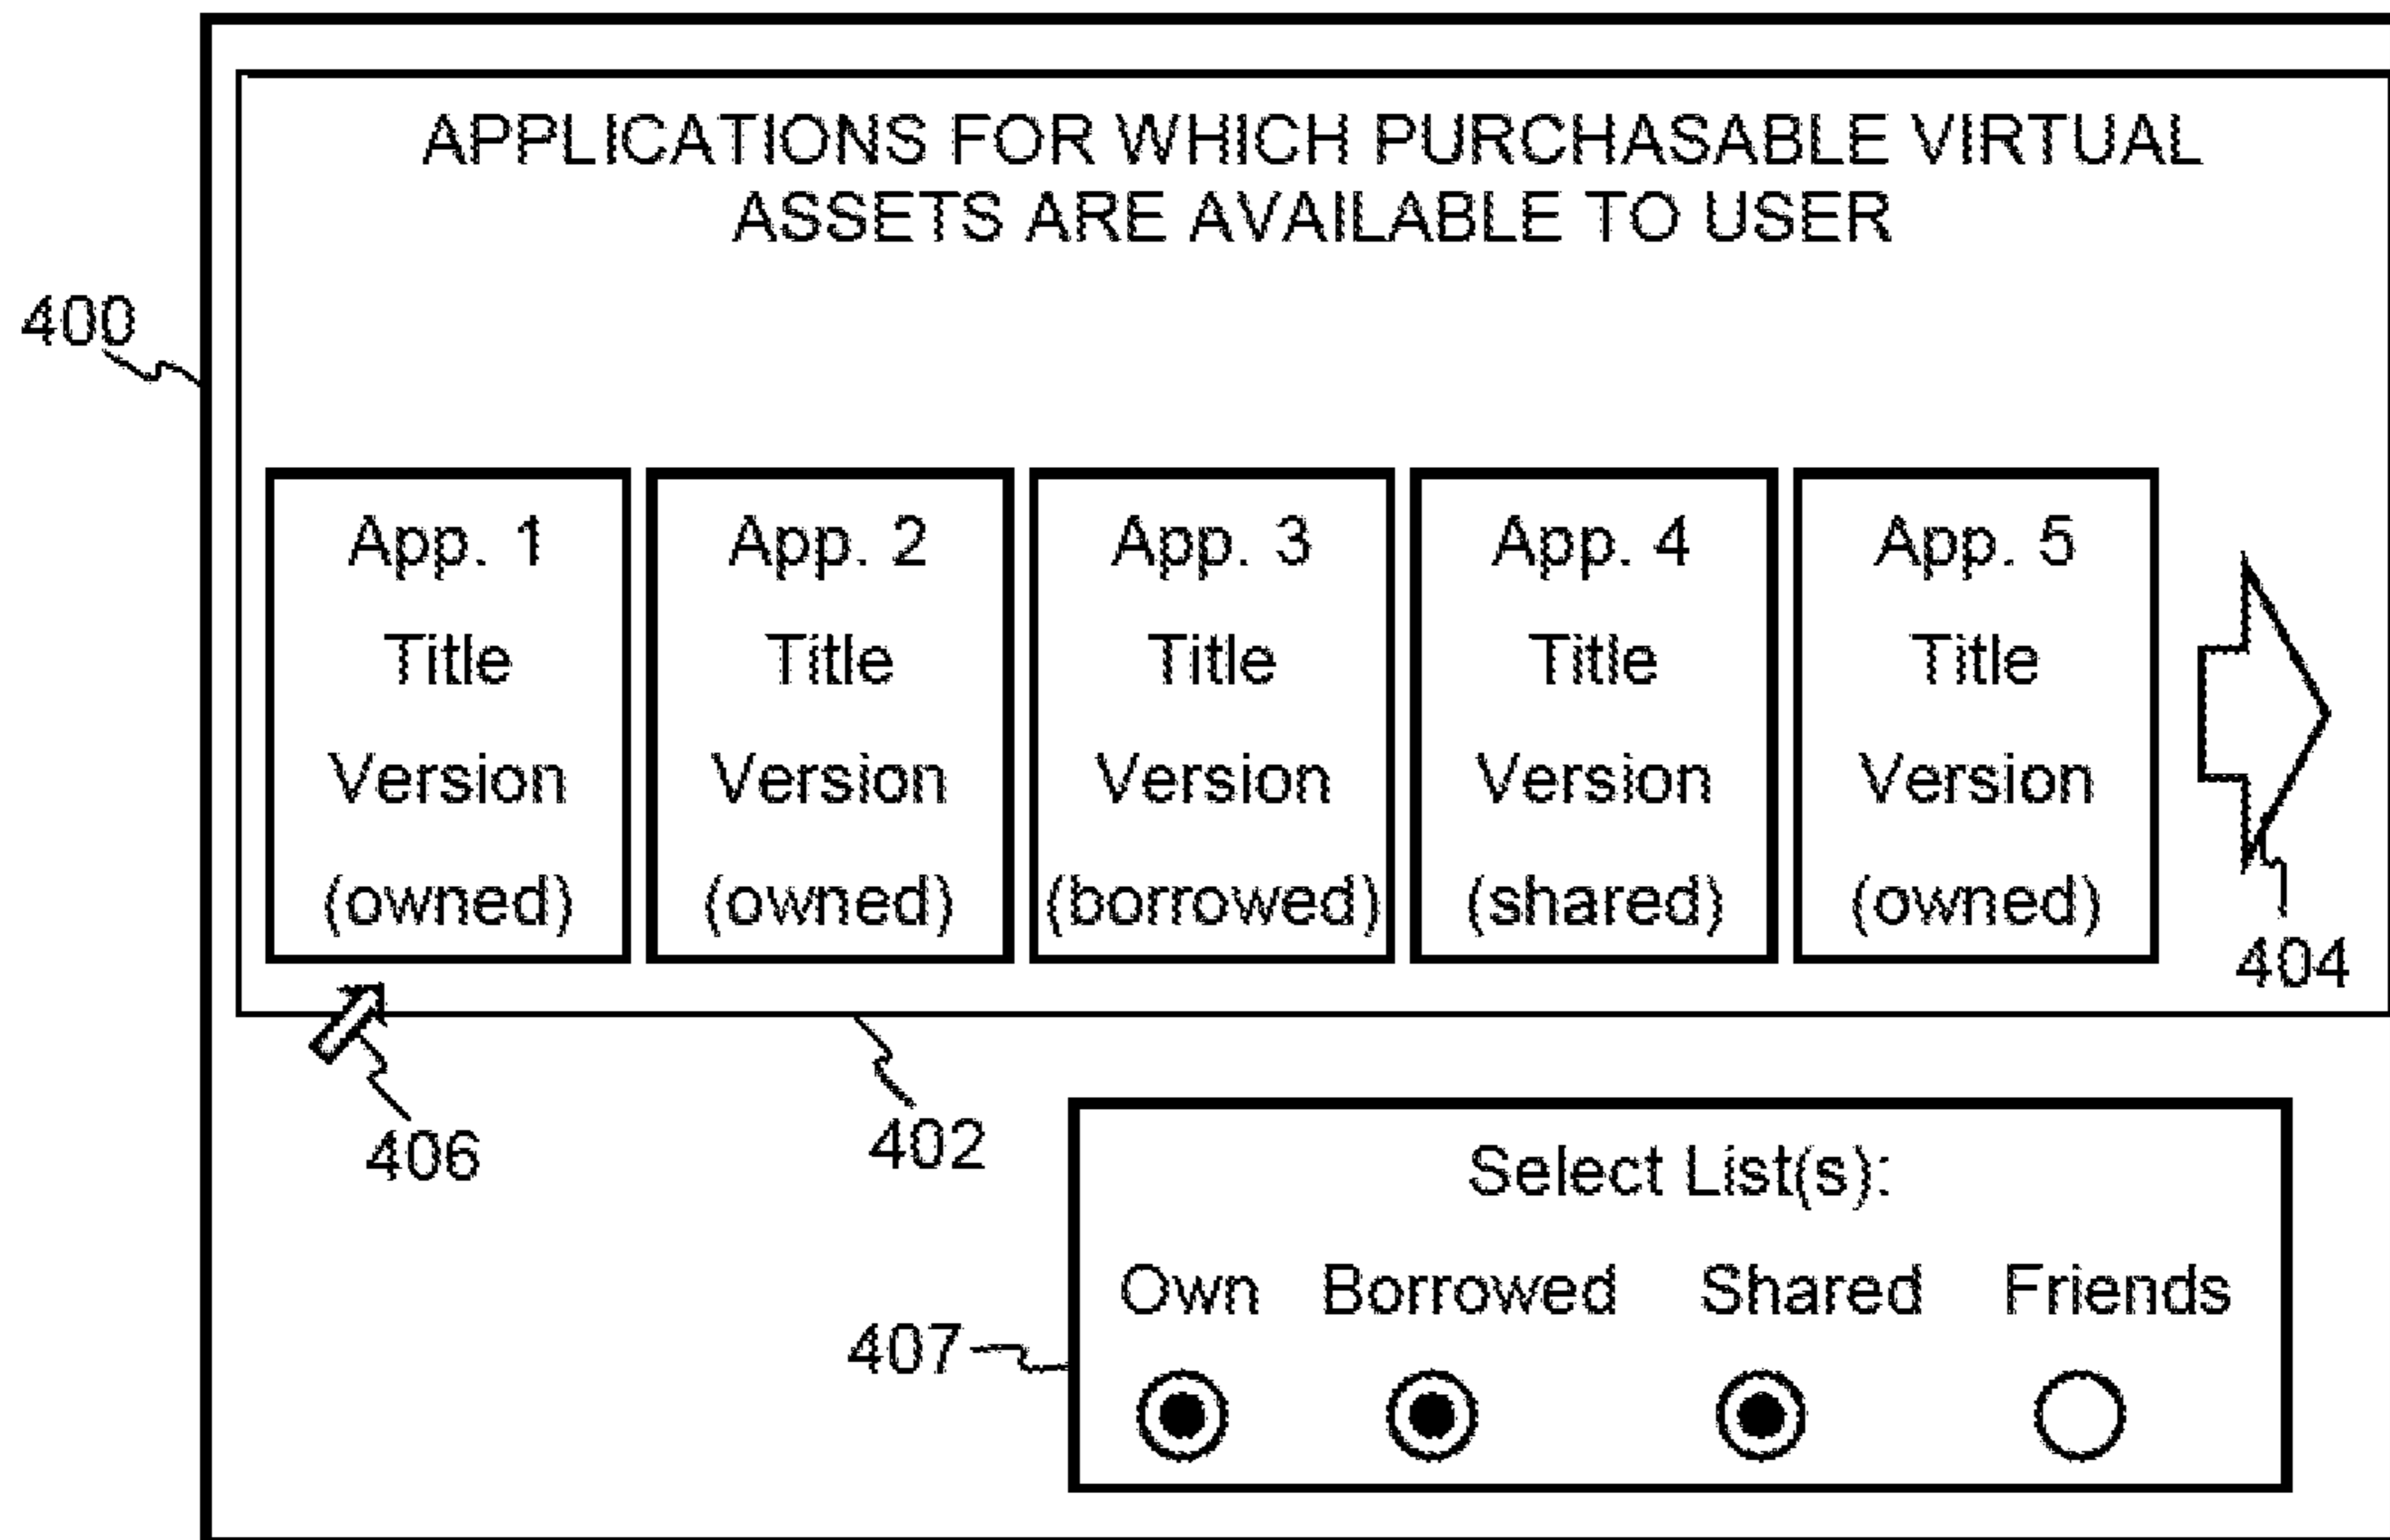 APPLICATIONS FOR WHICH PURCHASABLE VIRTUAL
ASSETS ARE AVAILABLE TO USER
400
App. 1
Title
Version
(owned)
App. 2
Title
Version
(owned)
App. 3
Title
Version
(borrowed)
App. 4
Title
Version
(shared)
App. 5
Title
Version
(owned)
404
406
402
Select List(s):
Own Borrowed Shared Friends
407